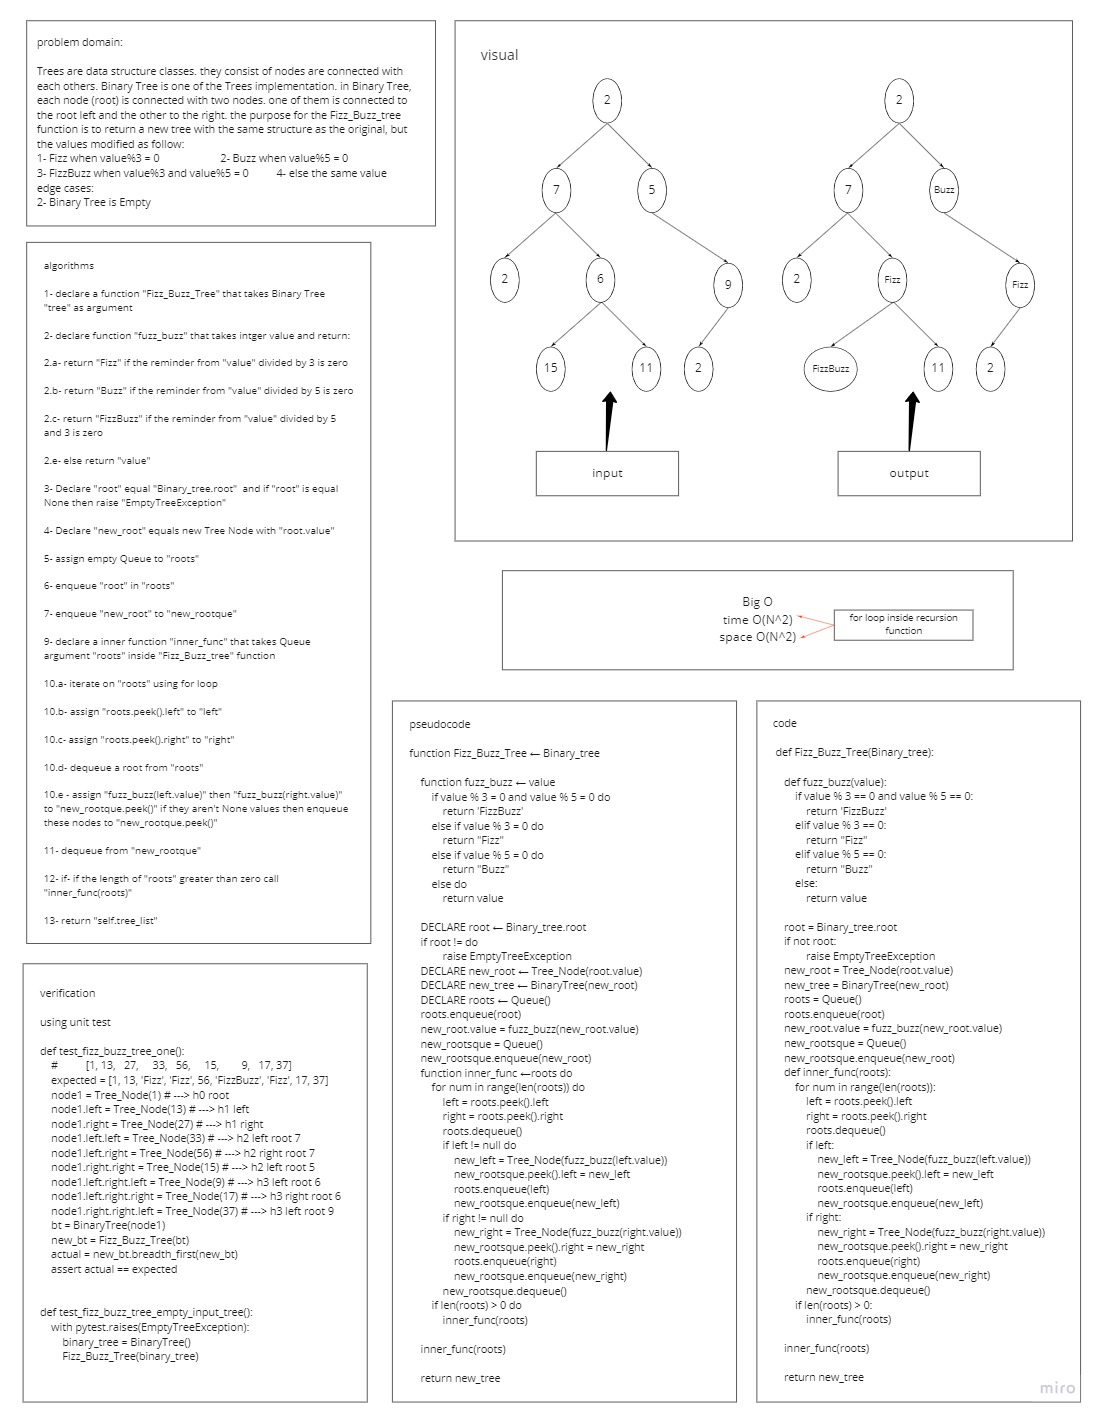 problem domain:
Trees are data structure classes. they consist of nodes are connected with
each others. Binary Tree is one of the Trees implementation. in Binary Tree,
each node (root) is connected with two nodes. one of them is connected to
the root left and the other to the right. the purpose for the Fizz_Buzz_tree
function is to return a new tree with the same structure as the original, but
the values modified as follow:
1- Fizz when value%3 = 0 2- Buzz when value%5 = 0
3- FizzBuzz when value%3 and value%5 = 0 4- else the same value
edge cases:
2- Binary Tree is Empty
visual
2
7
5
2
6
9
15
11
2
input
2
7
Buzz
2
Fizz
Fizz
FizzBuzz
11
2
output
algorithms
1- declare a function "Fizz_Buzz_Tree" that takes Binary Tree
"tree" as argument
2- declare function "fuzz_buzz" that takes intger value and return:
2.a- return "Fizz" if the reminder from "value" divided by 3 is zero
2.b- return "Buzz" if the reminder from "value" divided by 5 is zero
2.c- return "FizzBuzz" if the reminder from "value" divided by 5
and 3 is zero
2.e- else return "value"
3- Declare "root" equal "Binary_tree.root" and if "root" is equal
None then raise "EmptyTreeException"
4- Declare "new_root" equals new Tree Node with "root.value"
5- assign empty Queue to "roots"
6- enqueue "root" in "roots"
7- enqueue "new_root" to "new_rootque"
9- declare a inner function "inner_func" that takes Queue
argument "roots" inside "Fizz_Buzz_tree" function
10.a- iterate on "roots" using for loop
10.b- assign "roots.peek().left" to "left"
10.c- assign "roots.peek().right" to "right"
10.d- dequeue a root from "roots"
10.e - assign "fuzz_buzz(left.value)" then "fuzz_buzz(right.value)"
to "new_rootque.peek()" if they aren't None values then enqueue
these nodes to "new_rootque.peek()"
11- dequeue from "new_rootque"
12- if- if the length of "roots" greater than zero call
"inner_func(roots)"
13- return "self.tree_list"
Big O
time O(N^2)
space O(N^2)
for loop inside recursion
function
verification
using unit test
def test_fizz_buzz_tree_one():
# [1, 13, 27, 33, 56, 15, 9, 17, 37]
expected = [1, 13, 'Fizz', 'Fizz', 56, 'FizzBuzz', 'Fizz', 17, 37]
node1 = Tree_Node(1) # ---> h0 root
node1.left = Tree_Node(13) # ---> h1 left
node1.right = Tree_Node(27) # ---> h1 right
node1.left.left = Tree_Node(33) # ---> h2 left root 7
node1.left.right = Tree_Node(56) # ---> h2 right root 7
node1.right.right = Tree_Node(15) # ---> h2 left root 5
node1.left.right.left = Tree_Node(9) # ---> h3 left root 6
node1.left.right.right = Tree_Node(17) # ---> h3 right root 6
node1.right.right.left = Tree_Node(37) # ---> h3 left root 9
bt = BinaryTree(node1)
new_bt = Fizz_Buzz_Tree(bt)
actual = new_bt.breadth_first(new_bt)
assert actual == expected
def test_fizz_buzz_tree_empty_input_tree():
with pytest.raises(EmptyTreeException):
binary_tree = BinaryTree()
Fizz_Buzz_Tree(binary_tree)
pseudocode
function Fizz_Buzz_Tree ← Binary_tree
function fuzz_buzz ← value
if value % 3 = 0 and value % 5 = 0 do
return 'FizzBuzz'
else if value % 3 = 0 do
return "Fizz"
else if value % 5 = 0 do
return "Buzz"
else do
return value
DECLARE root ← Binary_tree.root
if root != do
raise EmptyTreeException
DECLARE new_root ← Tree_Node(root.value)
DECLARE new_tree ← BinaryTree(new_root)
DECLARE roots ← Queue()
roots.enqueue(root)
new_root.value = fuzz_buzz(new_root.value)
new_rootsque = Queue()
new_rootsque.enqueue(new_root)
function inner_func ←roots do
for num in range(len(roots)) do
left = roots.peek().left
right = roots.peek().right
roots.dequeue()
if left != null do
new_left = Tree_Node(fuzz_buzz(left.value))
new_rootsque.peek().left = new_left
roots.enqueue(left)
new_rootsque.enqueue(new_left)
if right != null do
new_right = Tree_Node(fuzz_buzz(right.value))
new_rootsque.peek().right = new_right
roots.enqueue(right)
new_rootsque.enqueue(new_right)
new_rootsque.dequeue()
if len(roots) > 0 do
inner_func(roots)
inner_func(roots)
return new_tree
code
def Fizz_Buzz_Tree(Binary_tree):
def fuzz_buzz(value):
if value % 3 == 0 and value % 5 == 0:
return 'FizzBuzz'
elif value % 3 == 0:
return "Fizz"
elif value % 5 == 0:
return "Buzz"
else:
return value
root = Binary_tree.root
if not root:
raise EmptyTreeException
new_root = Tree_Node(root.value)
new_tree = BinaryTree(new_root)
roots = Queue()
roots.enqueue(root)
new_root.value = fuzz_buzz(new_root.value)
new_rootsque = Queue()
new_rootsque.enqueue(new_root)
def inner_func(roots):
for num in range(len(roots)):
left = roots.peek().left
right = roots.peek().right
roots.dequeue()
if left:
new_left = Tree_Node(fuzz_buzz(left.value))
new_rootsque.peek().left = new_left
roots.enqueue(left)
new_rootsque.enqueue(new_left)
if right:
new_right = Tree_Node(fuzz_buzz(right.value))
new_rootsque.peek().right = new_right
roots.enqueue(right)
new_rootsque.enqueue(new_right)
new_rootsque.dequeue()
if len(roots) > 0:
inner_func(roots)
inner_func(roots)
return new_tree
miro